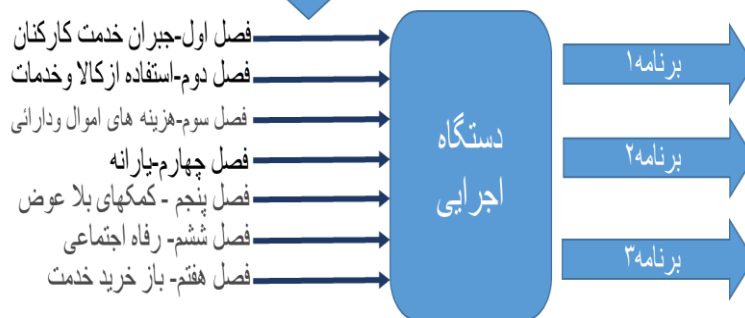 فصل اول-جبران خدمت کارکنان
فصل دوم-استفاده ازکالا وخدمات
فصل سوم-هزینه های اموال ودارائی
فصل چهارم-یارانه
فصل پنجم - کمکهای بلا عوض
فصل ششم - رفاه اجتماعی
فصل هفتم- باز خرید خدمت
دستگاه
اجرایی
برنامه۱
برنامه۲
برنامه۳